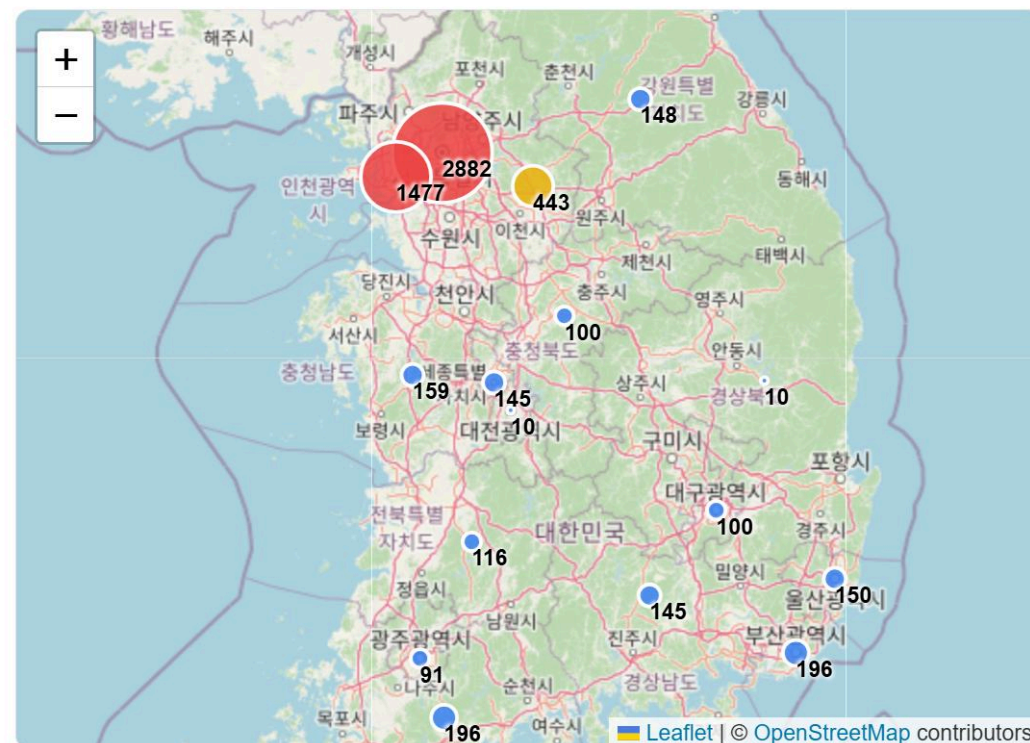 황해남도
해주시
개성시
포천시
춘천시
강원특별
치도
강릉시
+
−
파주시
남양주시
148
2882
1477
443
인천광역
시
동해시
원주시
수원시
이천시
태백시
제천시
당진시
천안시
충주시
영주시
서산시
100
충청북도
안동시
충청남도
세종특별
자치시
159
145
상주시
경상북
10
보령시
10
대전광역시
구미시
포항시
대구광역시
전북특별
자치도
100
대한민국
경주시
116
정읍시
밀양시
150
울산광역시
145
남원시
광주광역시
진주시
부산광역시
91
196
나주시
순천시
경상남도
목포시
196
여수시
Leaflet | © OpenStreetMap contributors